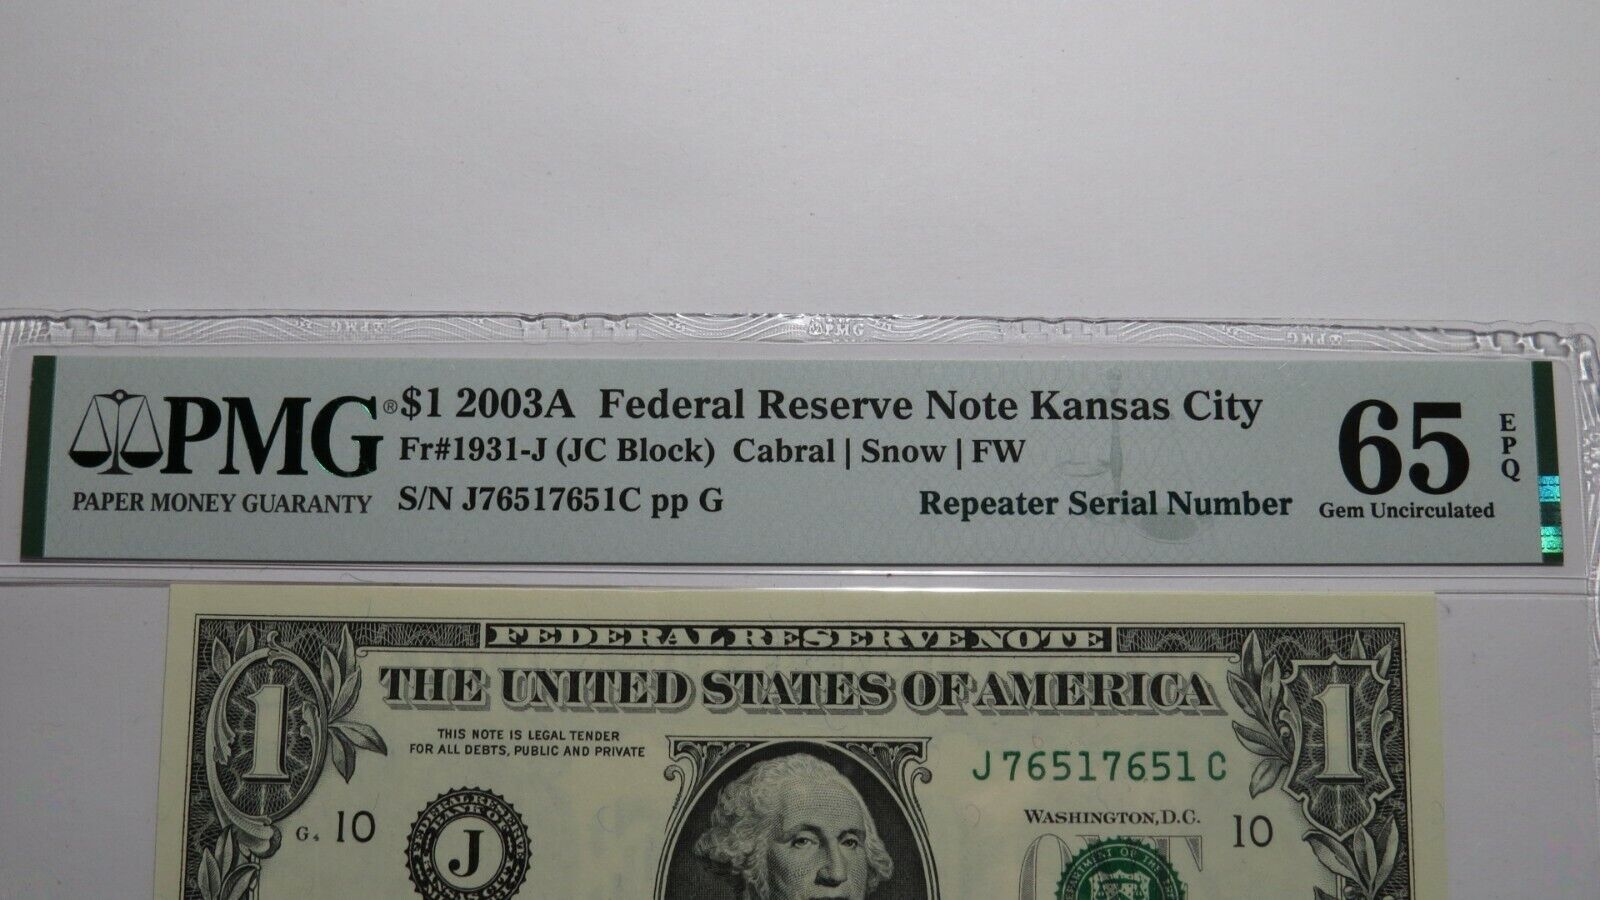 PMG
PMG® $1 2003A Federal Reserve Note Kansas City
Fr#1931-J (JC Block) Cabral | Snow | FW
PAPER MONEY GUARANTY S/N J76517651C pp G Repeater Serial Number
65 EPQ
Gem Uncirculated
FEDERAL RESERVE NOTE
THE UNITED STATES OF AMERICA
1 1
THIS NOTE IS LEGAL TENDER
FOR ALL DEBTS, PUBLIC AND PRIVATE
J76517651C
WASHINGTON, D.C.
G4 10 J 10